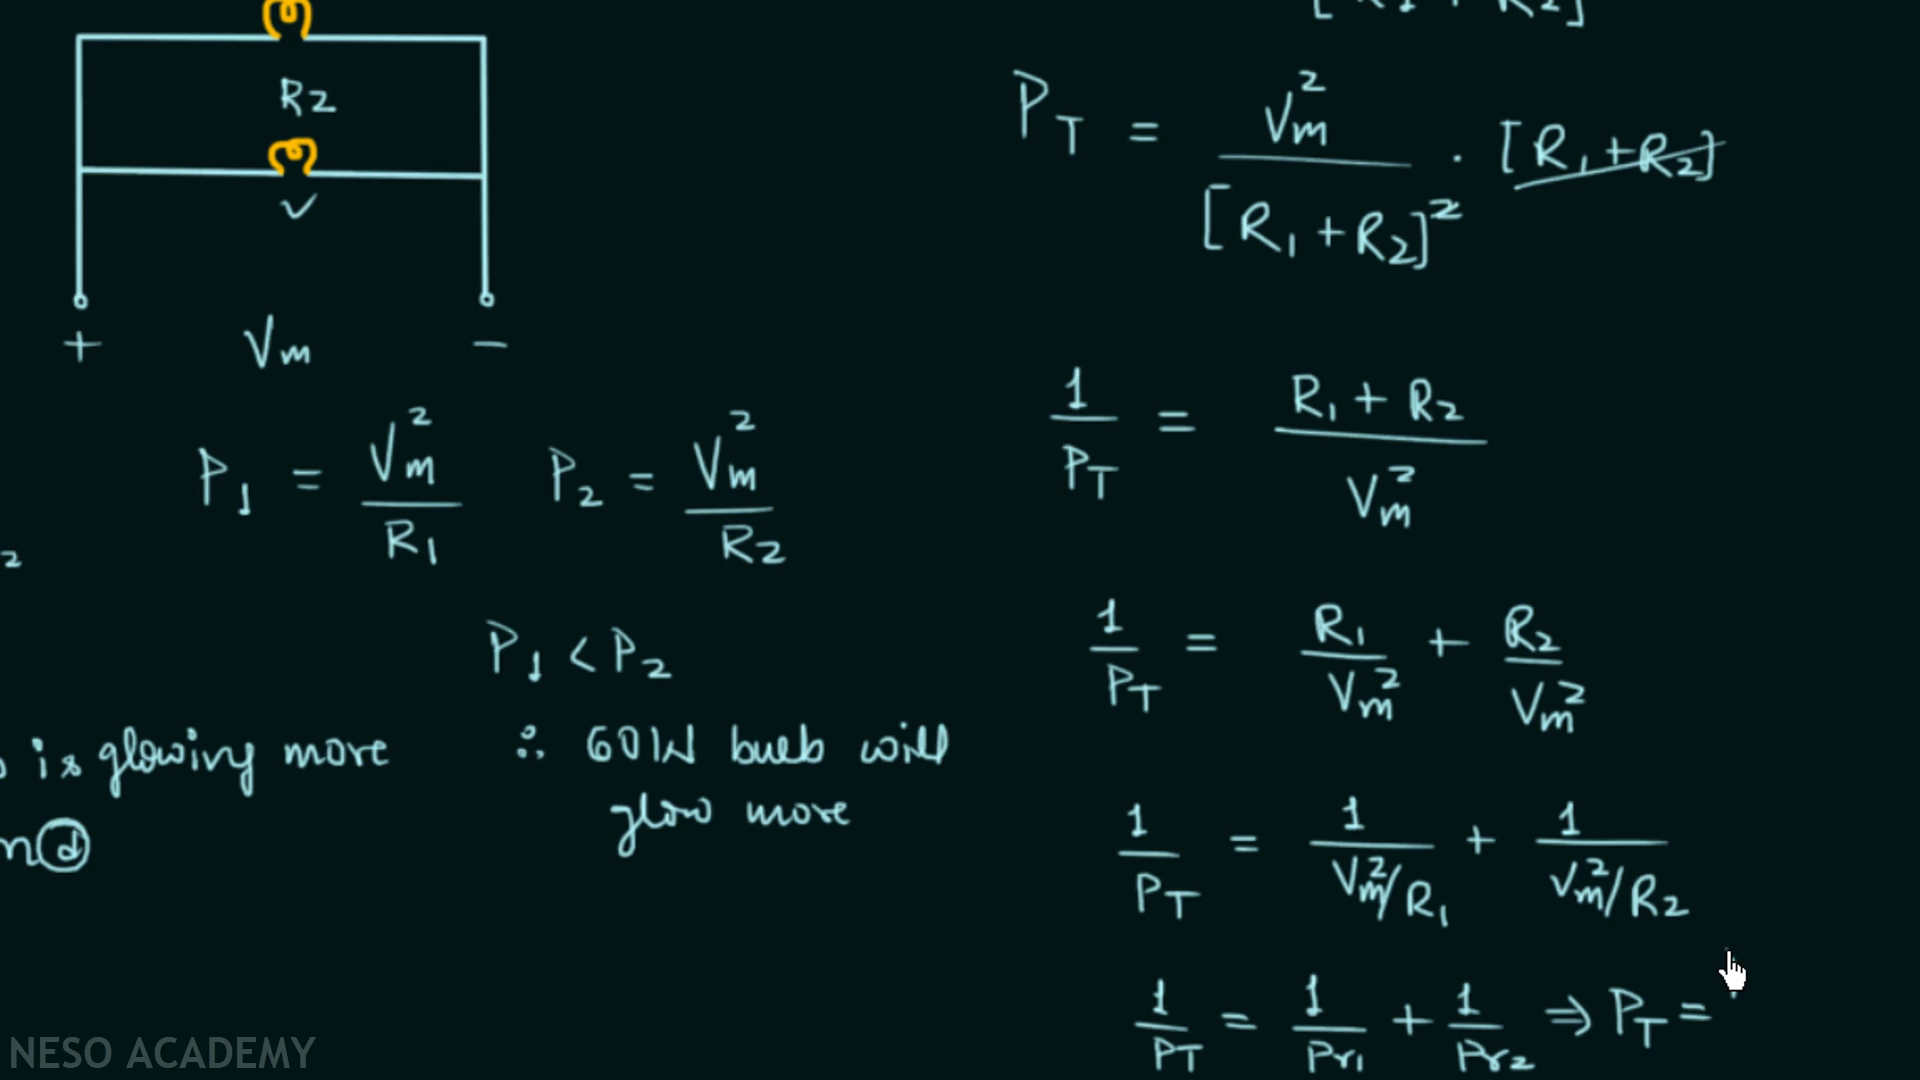 R2
✓
+ Vm −
P1 = Vm²/R1 P2 = Vm²/R2
2
P1 < P2
is glowing more
∴ 60W bulb will
glow more
PT = Vm²/[R1+R2]² · [R1+R2]
1/PT = (R1+R2)/Vm²
1/PT = R1/Vm² + R2/Vm²
1/PT = 1/(Vm²/R1) + 1/(Vm²/R2)
1/PT = 1/Pr1 + 1/Pr2 ⇒ PT =
NESO ACADEMY